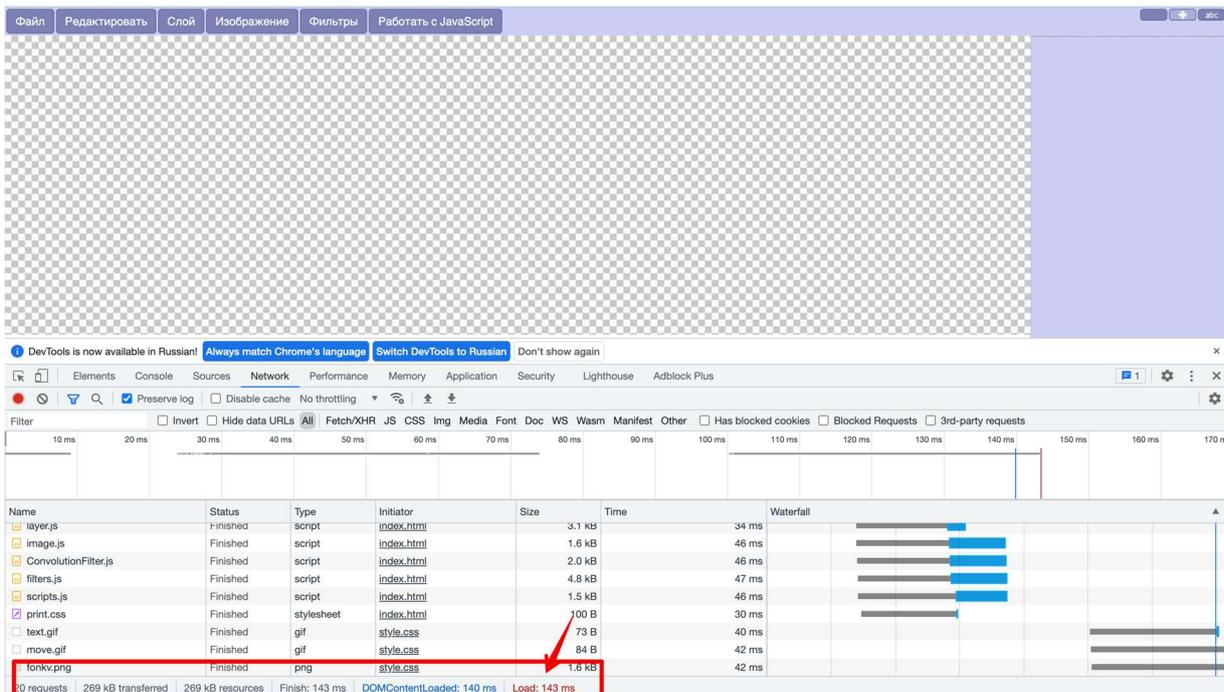 Файл Редактировать Слой Изображение Фильтры Работать с JavaScript abc
DevTools is now available in Russian! Always match Chrome's language Switch DevTools to Russian Don't show again
Elements Console Sources Network Performance Memory Application Security Lighthouse Adblock Plus 1
Preserve log Disable cache No throttling
Filter Invert Hide data URLs All Fetch/XHR JS CSS Img Media Font Doc WS Wasm Manifest Other Has blocked cookies Blocked Requests 3rd-party requests
10 ms 20 ms 30 ms 40 ms 50 ms 60 ms 70 ms 80 ms 90 ms 100 ms 110 ms 120 ms 130 ms 140 ms 150 ms 160 ms 170 m
Name Status Type Initiator Size Time Waterfall
layer.js Finished script index.html 3.1 kB 34 ms
image.js Finished script index.html 1.6 kB 46 ms
ConvolutionFilter.js Finished script index.html 2.0 kB 46 ms
filters.js Finished script index.html 4.8 kB 47 ms
scripts.js Finished script index.html 1.5 kB 46 ms
print.css Finished stylesheet index.html 100 B 30 ms
text.gif Finished gif style.css 73 B 40 ms
move.gif Finished gif style.css 84 B 42 ms
fonkv.png Finished png style.css 1.6 kB 42 ms
20 requests 269 kB transferred 269 kB resources Finish: 143 ms DOMContentLoaded: 140 ms Load: 143 ms